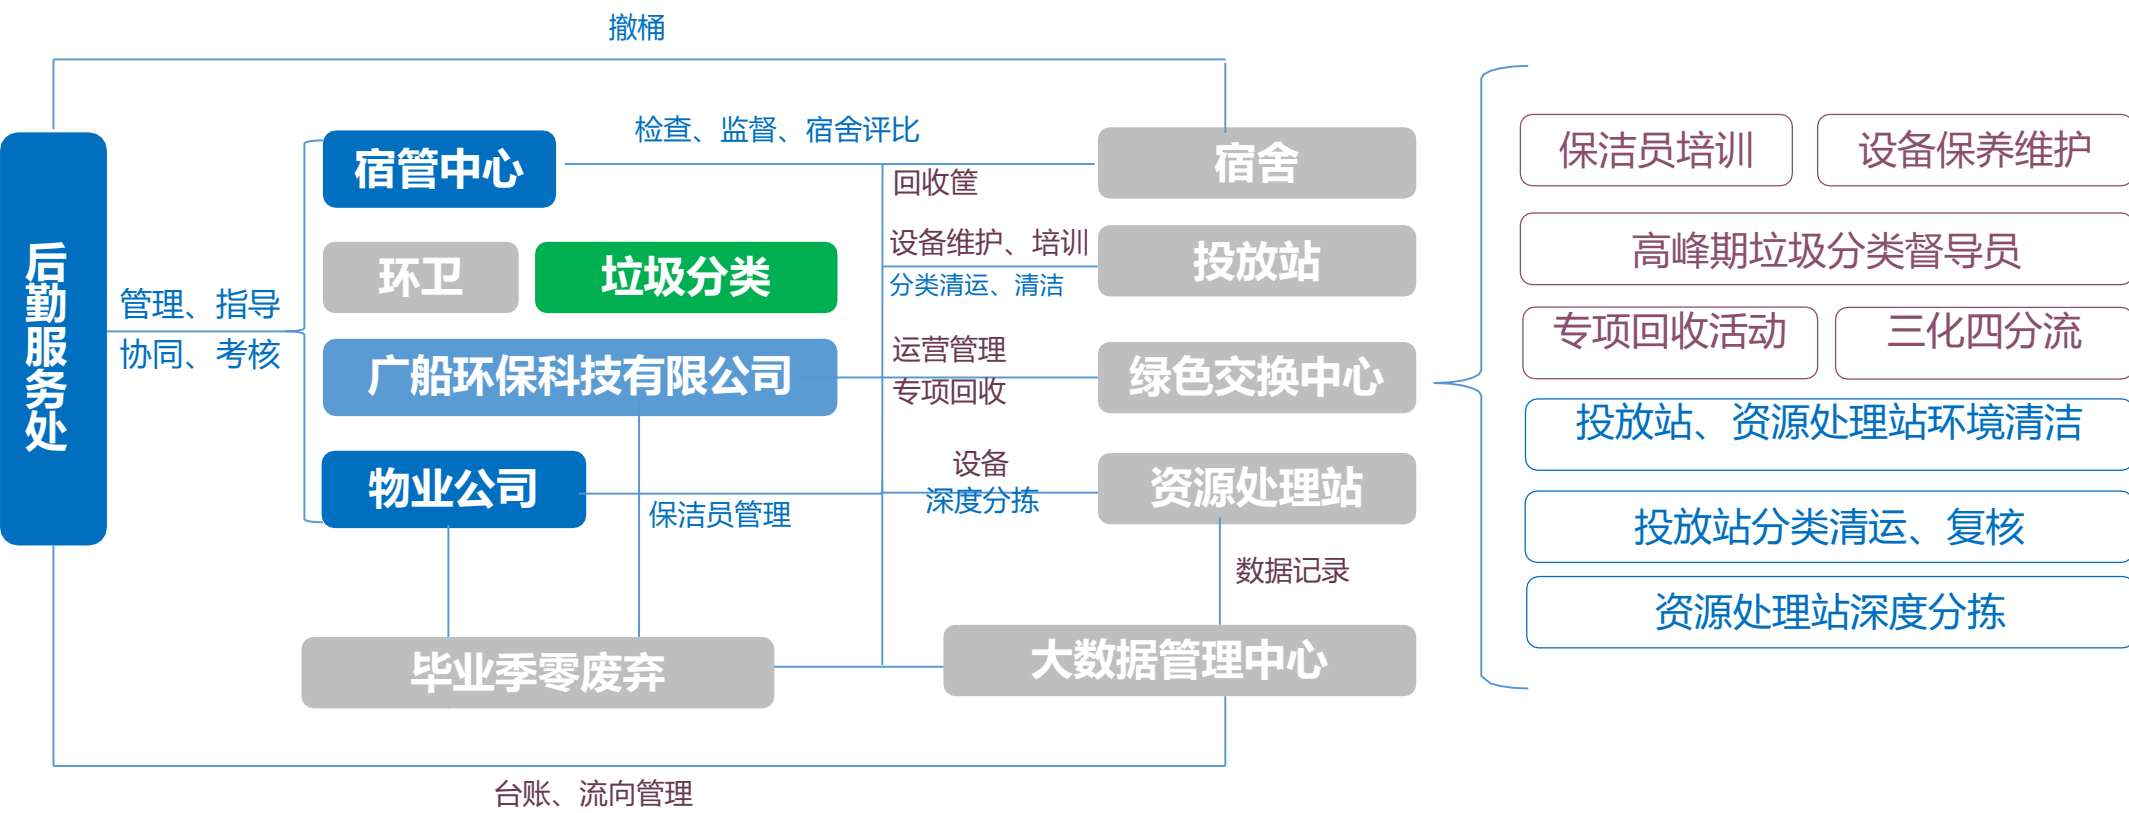 撤桶
后勤服务处
管理、指导
协同、考核
宿管中心
环卫
垃圾分类
广船环保科技有限公司
物业公司
毕业季零废弃
检查、监督、宿舍评比
回收筐
设备维护、培训
分类清运、清洁
运营管理
专项回收
设备
深度分拣
保洁员管理
宿舍
投放站
绿色交换中心
资源处理站
数据记录
大数据管理中心
台账、流向管理
保洁员培训
设备保养维护
高峰期垃圾分类督导员
专项回收活动
三化四分流
投放站、资源处理站环境清洁
投放站分类清运、复核
资源处理站深度分拣